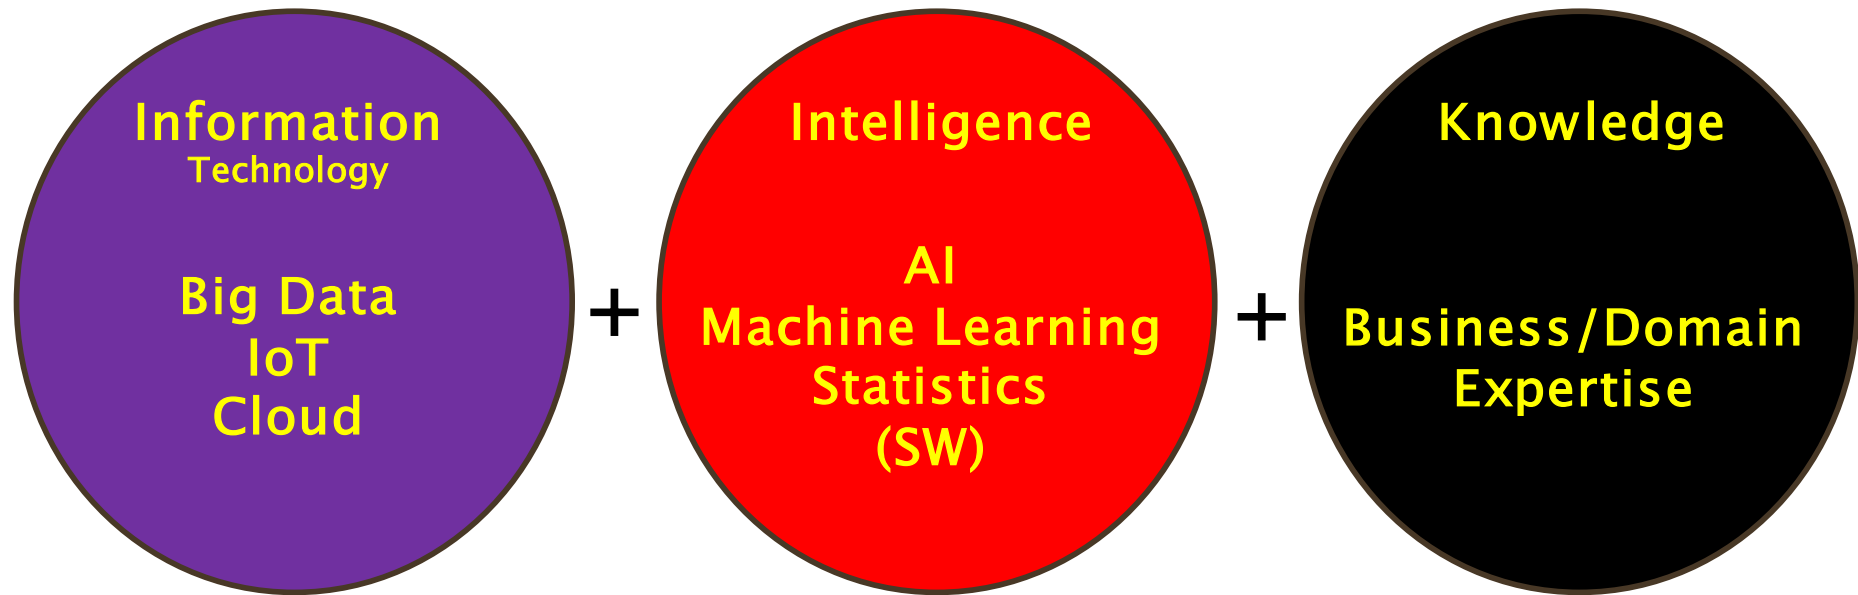 Information
Technology
Big Data
IoT
Cloud
+
Intelligence
AI
Machine Learning
Statistics
(SW)
+
Knowledge
Business/Domain
Expertise